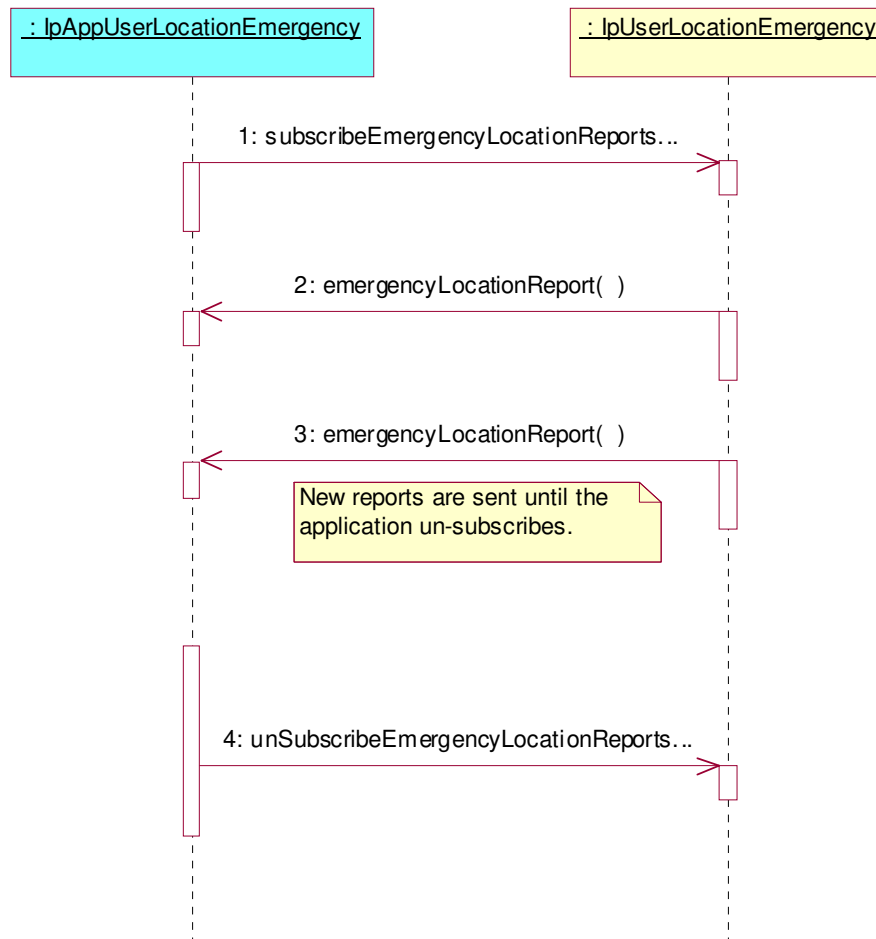 : IpAppUserLocationEmergency
: IpUserLocationEmergency
1: subscribeEmergencyLocationReports...
2: emergencyLocationReport(  )
3: emergencyLocationReport(  )
New reports are sent until the
application un-subscribes.
4: unSubscribeEmergencyLocationReports...